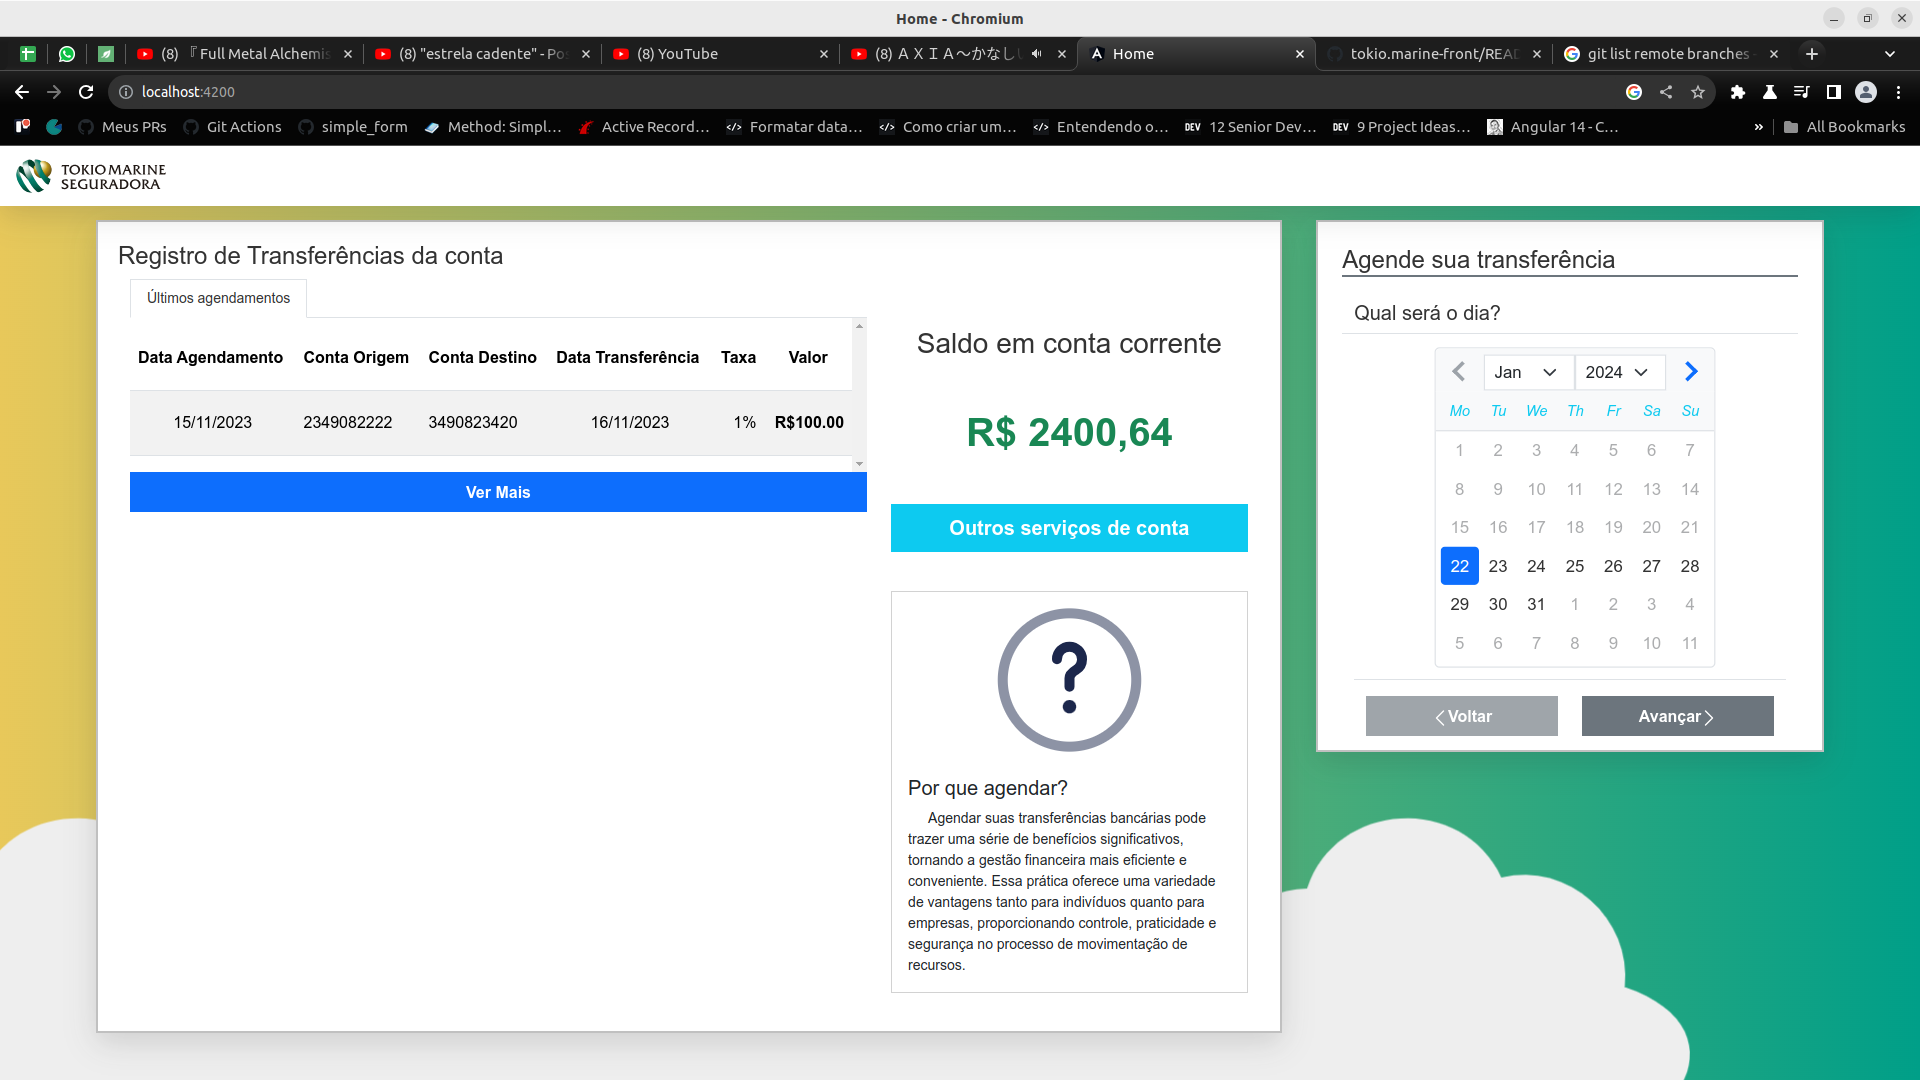 Home - Chromium
(8) 『Full Metal Alchemis
(8) "estrela cadente" - Po
(8) YouTube
(8) ＡＸＩＡ～かなし
Home
tokio.marine-front/READ
git list remote branches
localhost:4200
Meus PRs
Git Actions
simple_form
Method: Simpl...
Active Record...
Formatar data...
Como criar um...
Entendendo o...
DEV 12 Senior Dev...
DEV 9 Project Ideas...
Angular 14 - C...
» All Bookmarks
TOKIO MARINE
SEGURADORA
Registro de Transferências da conta
Últimos agendamentos
Data Agendamento Conta Origem Conta Destino Data Transferência Taxa Valor
15/11/2023 2349082222 3490823420 16/11/2023 1% R$100.00
Ver Mais
Saldo em conta corrente
R$ 2400,64
Outros serviços de conta
?
Por que agendar?
Agendar suas transferências bancárias pode
trazer uma série de benefícios significativos,
tornando a gestão financeira mais eficiente e
conveniente. Essa prática oferece uma variedade
de vantagens tanto para indivíduos quanto para
empresas, proporcionando controle, praticidade e
segurança no processo de movimentação de
recursos.
Agende sua transferência
Qual será o dia?
Jan 2024
Mo Tu We Th Fr Sa Su
1 2 3 4 5 6 7
8 9 10 11 12 13 14
15 16 17 18 19 20 21
22 23 24 25 26 27 28
29 30 31 1 2 3 4
5 6 7 8 9 10 11
Voltar
Avançar